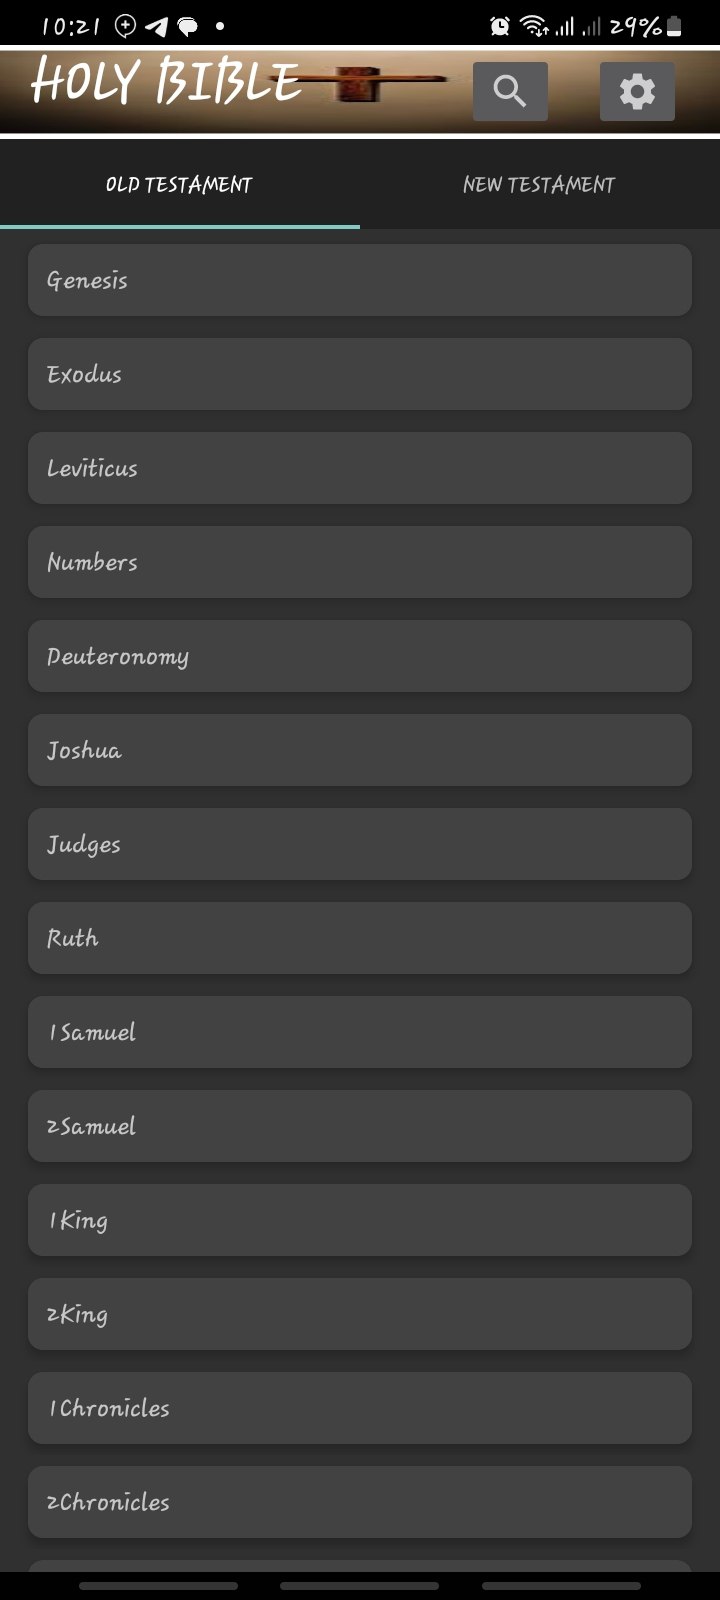 10:21 29%
HOLY BIBLE
OLD TESTAMENT NEW TESTAMENT
Genesis
Exodus
Leviticus
Numbers
Deuteronomy
Joshua
Judges
Ruth
1Samuel
2Samuel
1King
2King
1Chronicles
2Chronicles